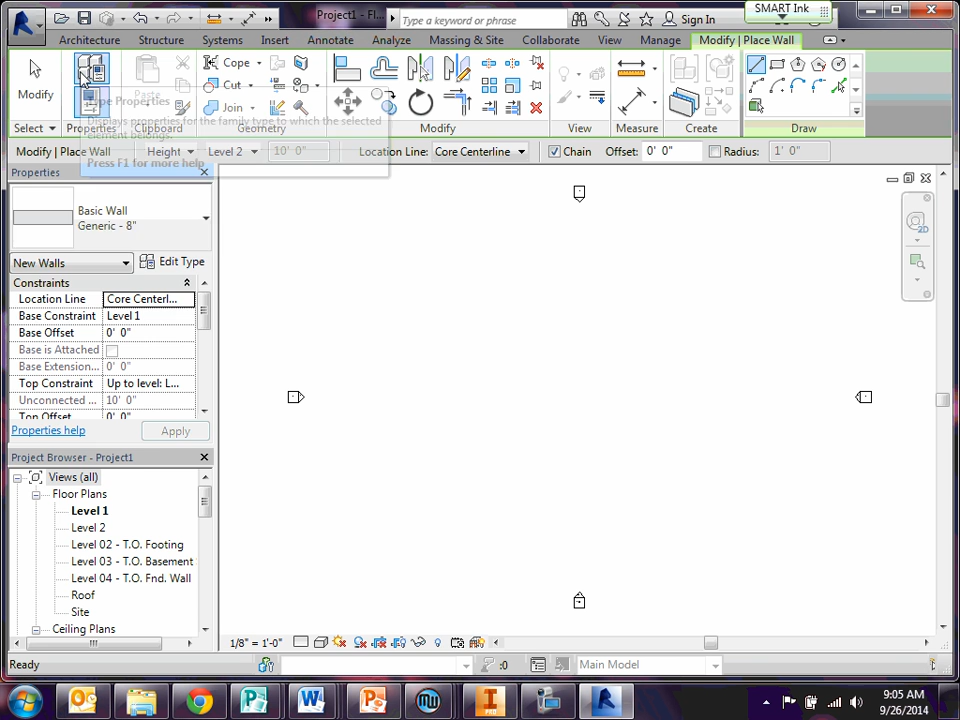 SMART Ink
Project1 - Fl...
Type a keyword or phrase
Sign In
Architecture
Structure
Systems
Insert
Annotate
Analyze
Massing & Site
Collaborate
View
Manage
Modify | Place Wall
Modify
Paste
Cope
Cut
Join
Type Properties
Displays properties for the family type to which the selected
element belongs.
Press F1 for more help
Select
Properties
Clipboard
Geometry
Modify
View
Measure
Create
Draw
Modify | Place Wall
Height
Level 2
10' 0"
Location Line:
Core Centerline
Chain
Offset:
0' 0"
Radius:
1' 0"
Properties
Basic Wall
Generic - 8"
New Walls
Edit Type
Constraints
Location Line
Core Centerl...
Base Constraint
Level 1
Base Offset
0' 0"
Base is Attached
Base Extension...
0' 0"
Top Constraint
Up to level: L...
Unconnected ...
10' 0"
Top Offset
0' 0"
Properties help
Apply
Project Browser - Project1
Views (all)
Floor Plans
Level 1
Level 2
Level 02 - T.O. Footing
Level 03 - T.O. Basement
Level 04 - T.O. Fnd. Wall
Roof
Site
Ceiling Plans
2D
1/8" = 1'-0"
Ready
:0
Main Model
9:05 AM
9/26/2014